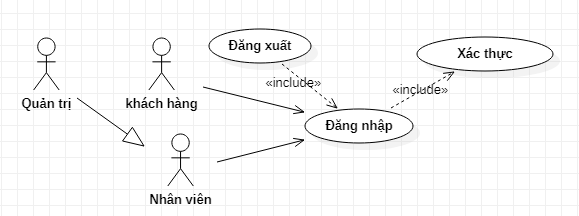 Đăng xuất
Xác thực
«include»
«include»
Quản trị
khách hàng
Đăng nhập
Nhân viên